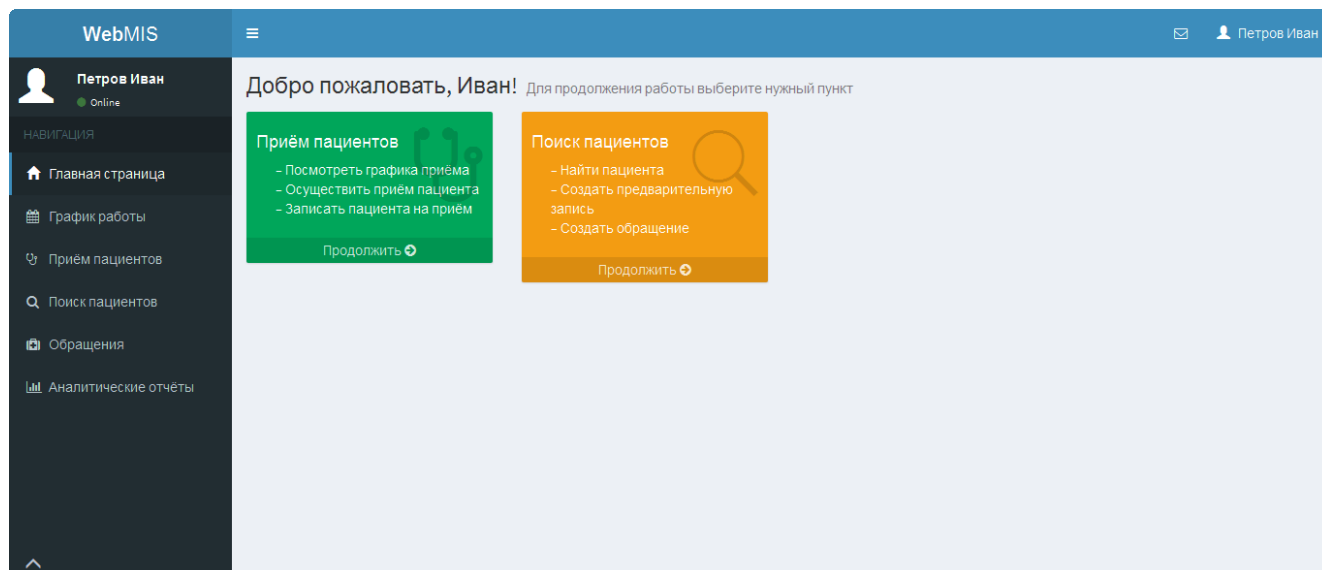 WebMIS
Петров Иван
Петров Иван
Online
НАВИГАЦИЯ
Главная страница
График работы
Приём пациентов
Поиск пациентов
Обращения
Аналитические отчёты
Добро пожаловать, Иван! Для продолжения работы выберите нужный пункт
Приём пациентов
– Посмотреть графика приёма
– Осуществить приём пациента
– Записать пациента на приём
Продолжить
Поиск пациентов
– Найти пациента
– Создать предварительную
запись
– Создать обращение
Продолжить